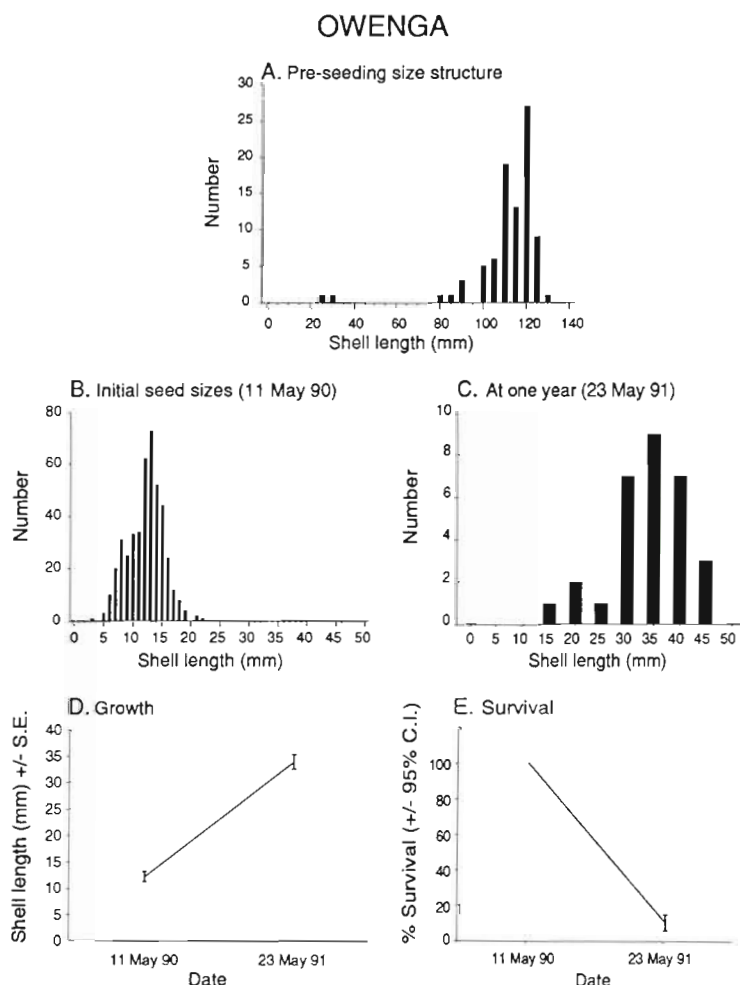 OWENGA
A. Pre-seeding size structure
Number
30
25
20
15
10
5
0
0 20 40 60 80 100 120 140
Shell length (mm)
B. Initial seed sizes (11 May 90)
Number
80
60
40
20
0
0 5 10 15 20 25 30 35 40 45 50
Shell length (mm)
C. At one year (23 May 91)
Number
10
8
6
4
2
0
0 5 10 15 20 25 30 35 40 45 50
Shell length (mm)
D. Growth
Shell length (mm) +/- S.E.
40
35
30
25
20
15
10
5
0
11 May 90 23 May 91
Date
E. Survival
% Survival (+/- 95% C.I.)
100
80
60
40
20
0
11 May 90 23 May 91
Date